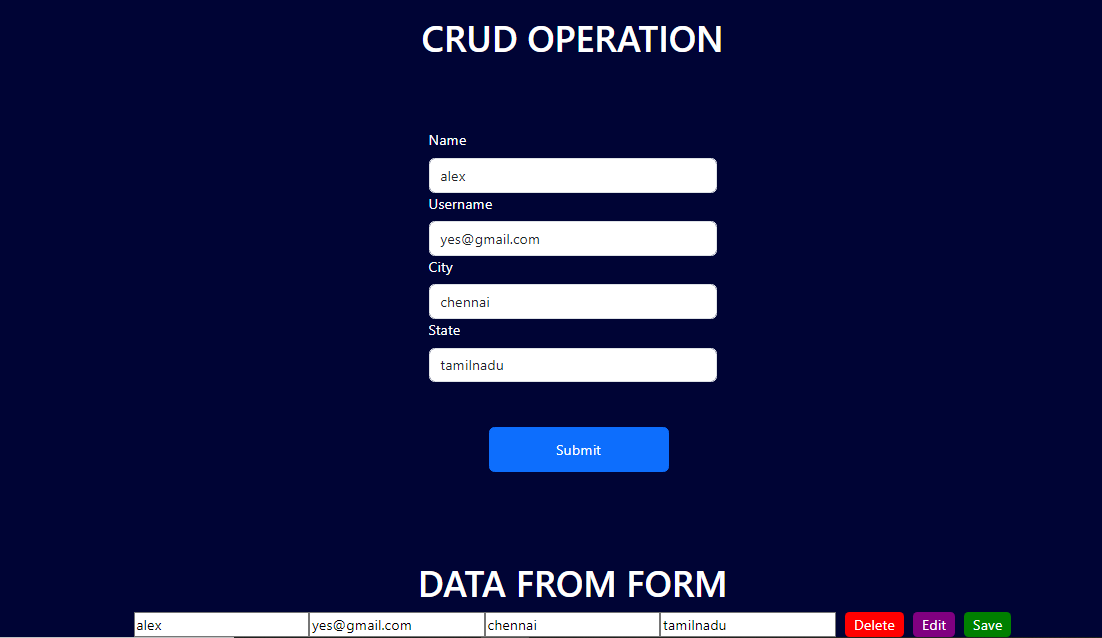 CRUD OPERATION
Name
alex
Username
yes@gmail.com
City
chennai
State
tamilnadu
Submit
DATA FROM FORM
alex yes@gmail.com chennai tamilnadu Delete Edit Save